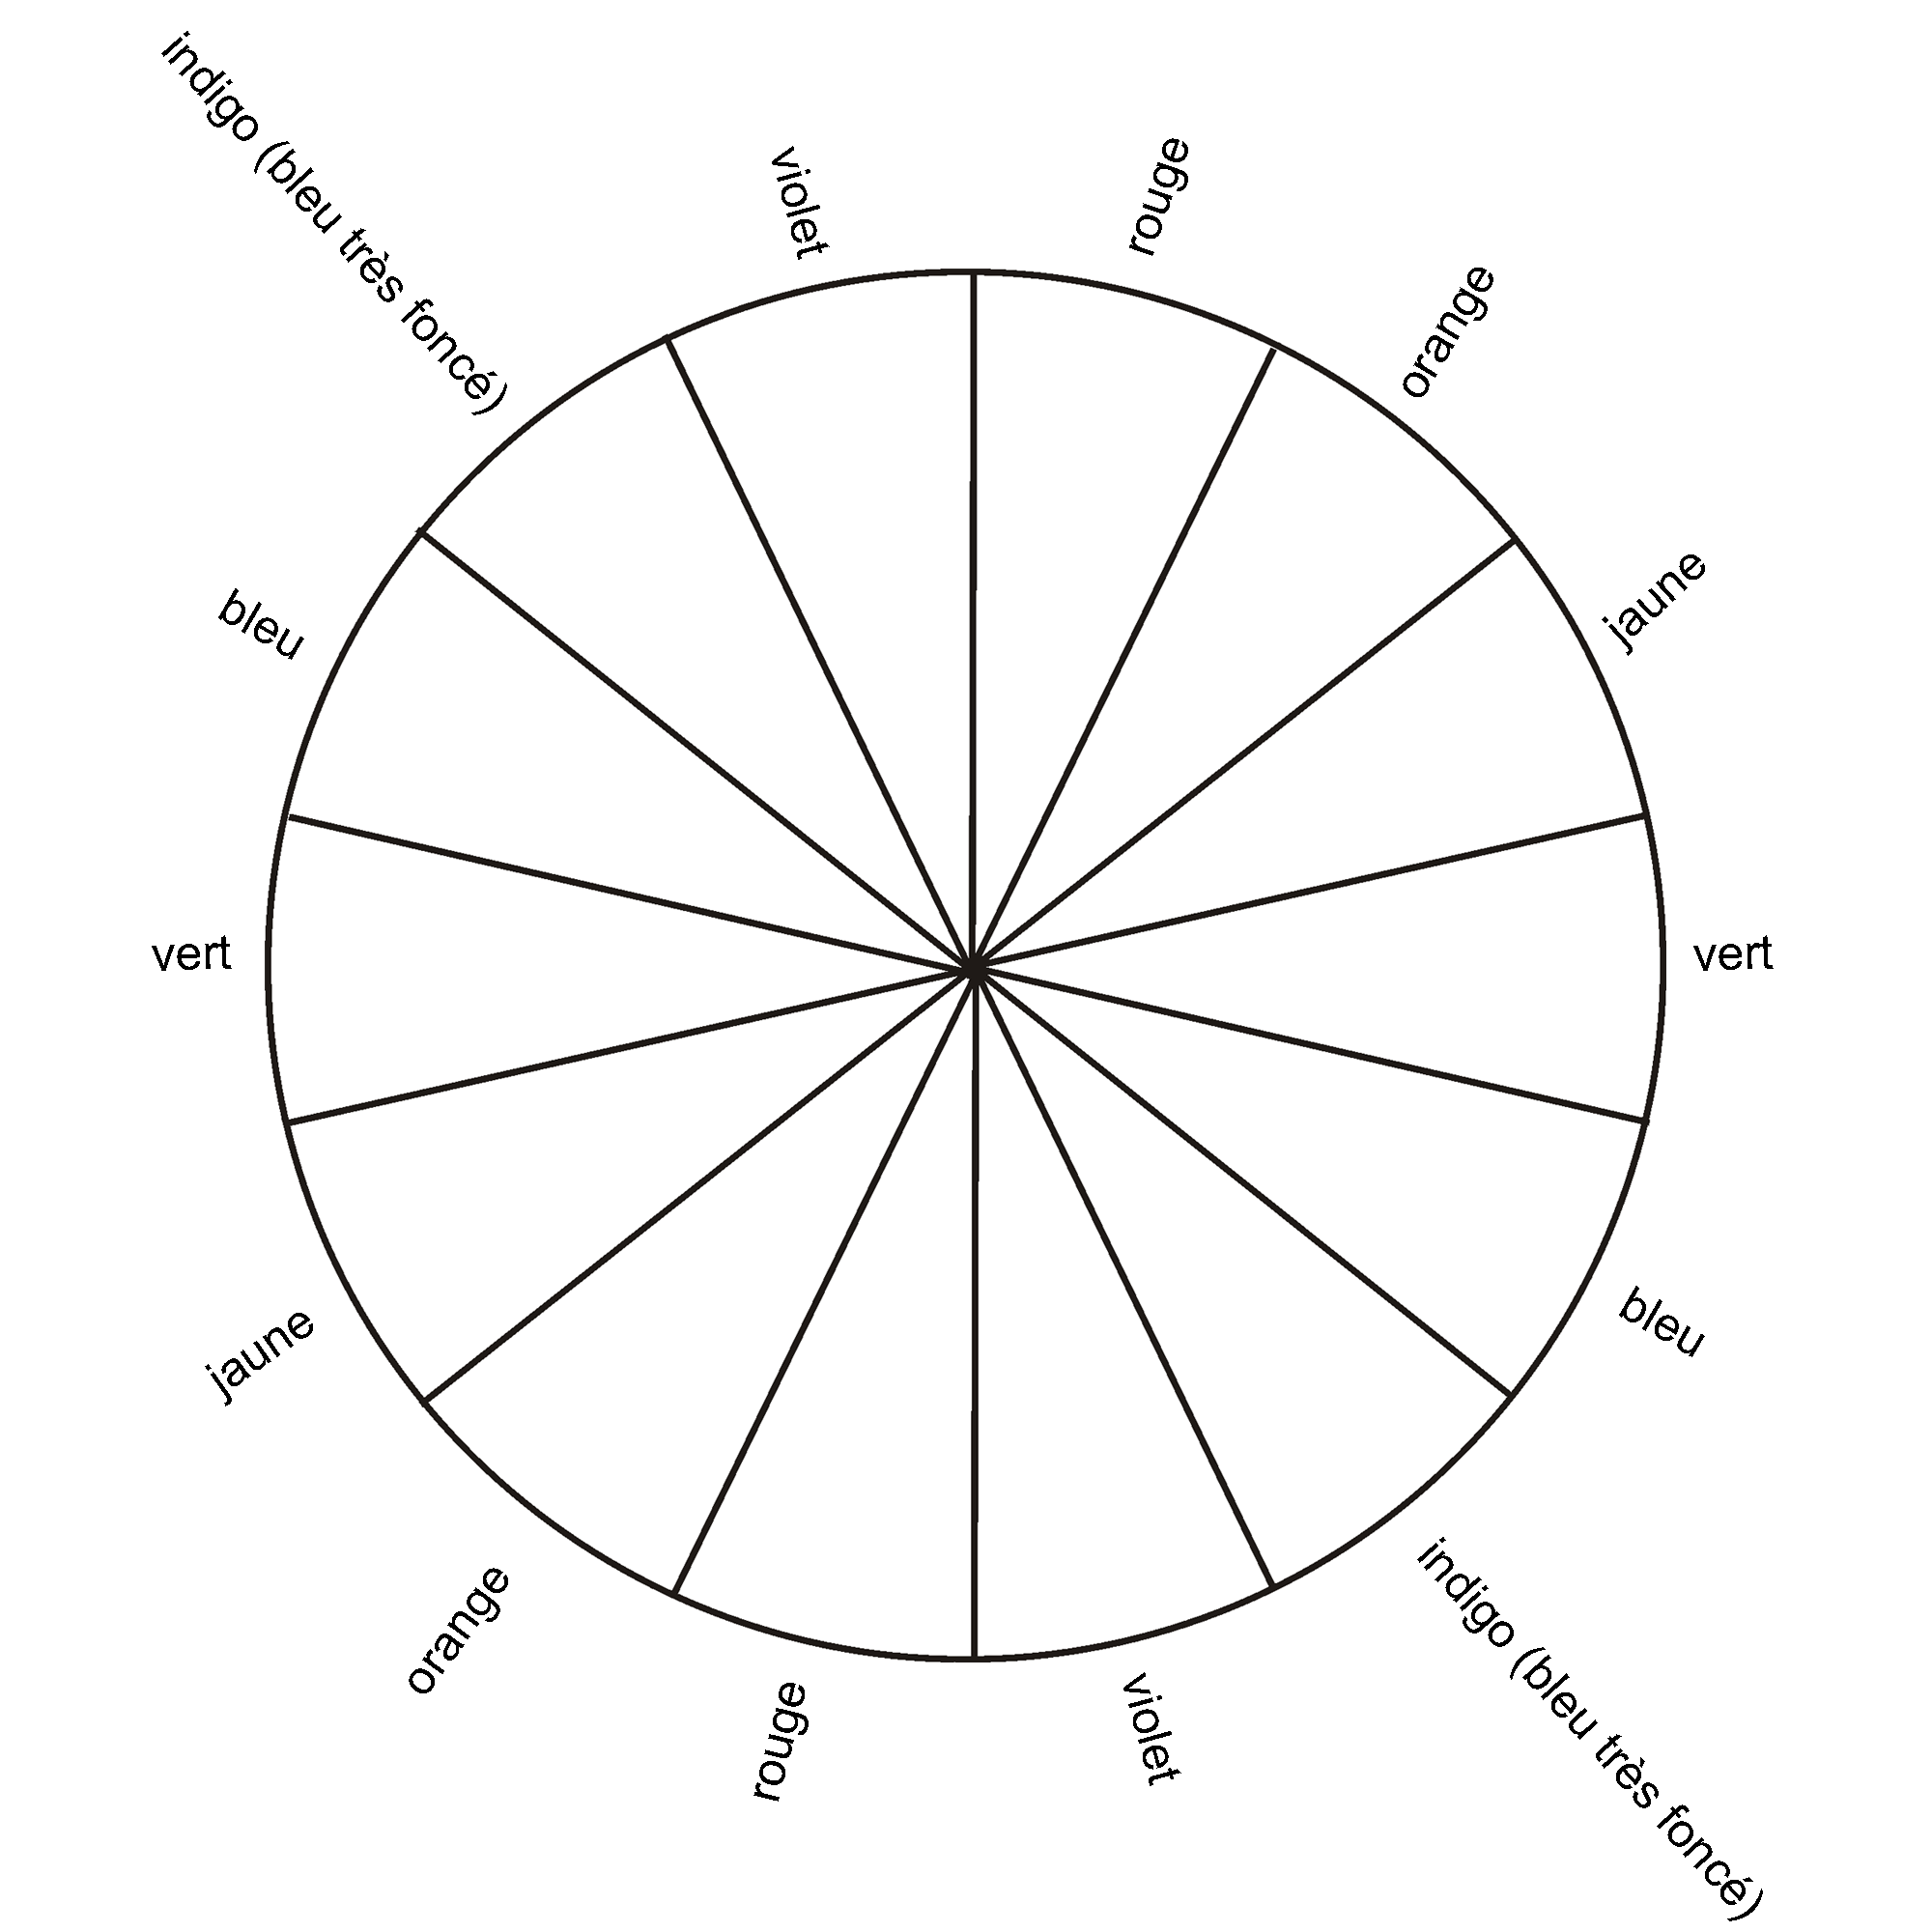 indigo (bleu très foncé)
violet
rouge
orange
jaune
bleu
vert
vert
bleu
jaune
indigo (bleu très foncé)
orange
rouge
violet